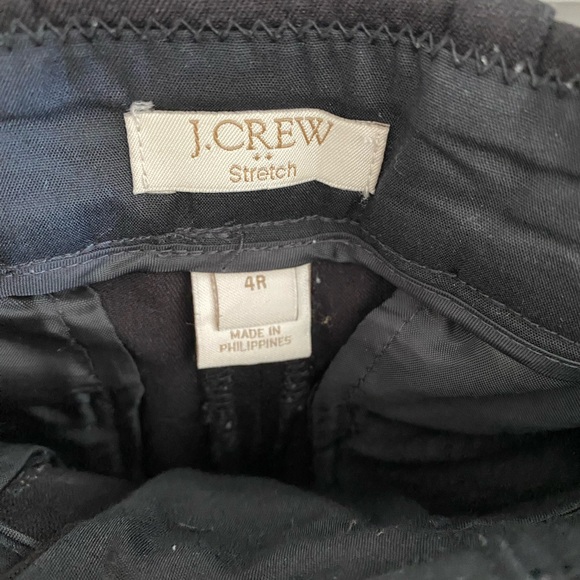 J.CREW
Stretch
4R
MADE IN
PHILIPPINES